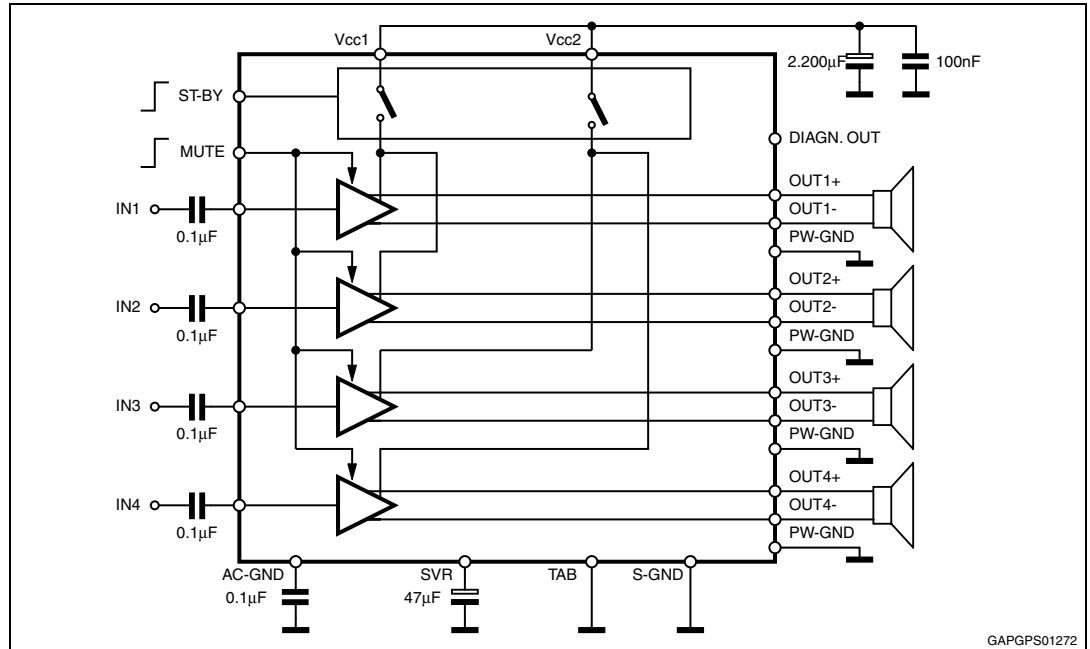 Vcc1
Vcc2
2.200µF
100nF
ST-BY
DIAGN. OUT
MUTE
OUT1+
IN1
OUT1-
0.1µF
PW-GND
OUT2+
IN2
OUT2-
0.1µF
PW-GND
OUT3+
IN3
OUT3-
0.1µF
PW-GND
OUT4+
IN4
OUT4-
0.1µF
PW-GND
AC-GND
SVR
TAB
S-GND
0.1µF
47µF
GAPGPS01272